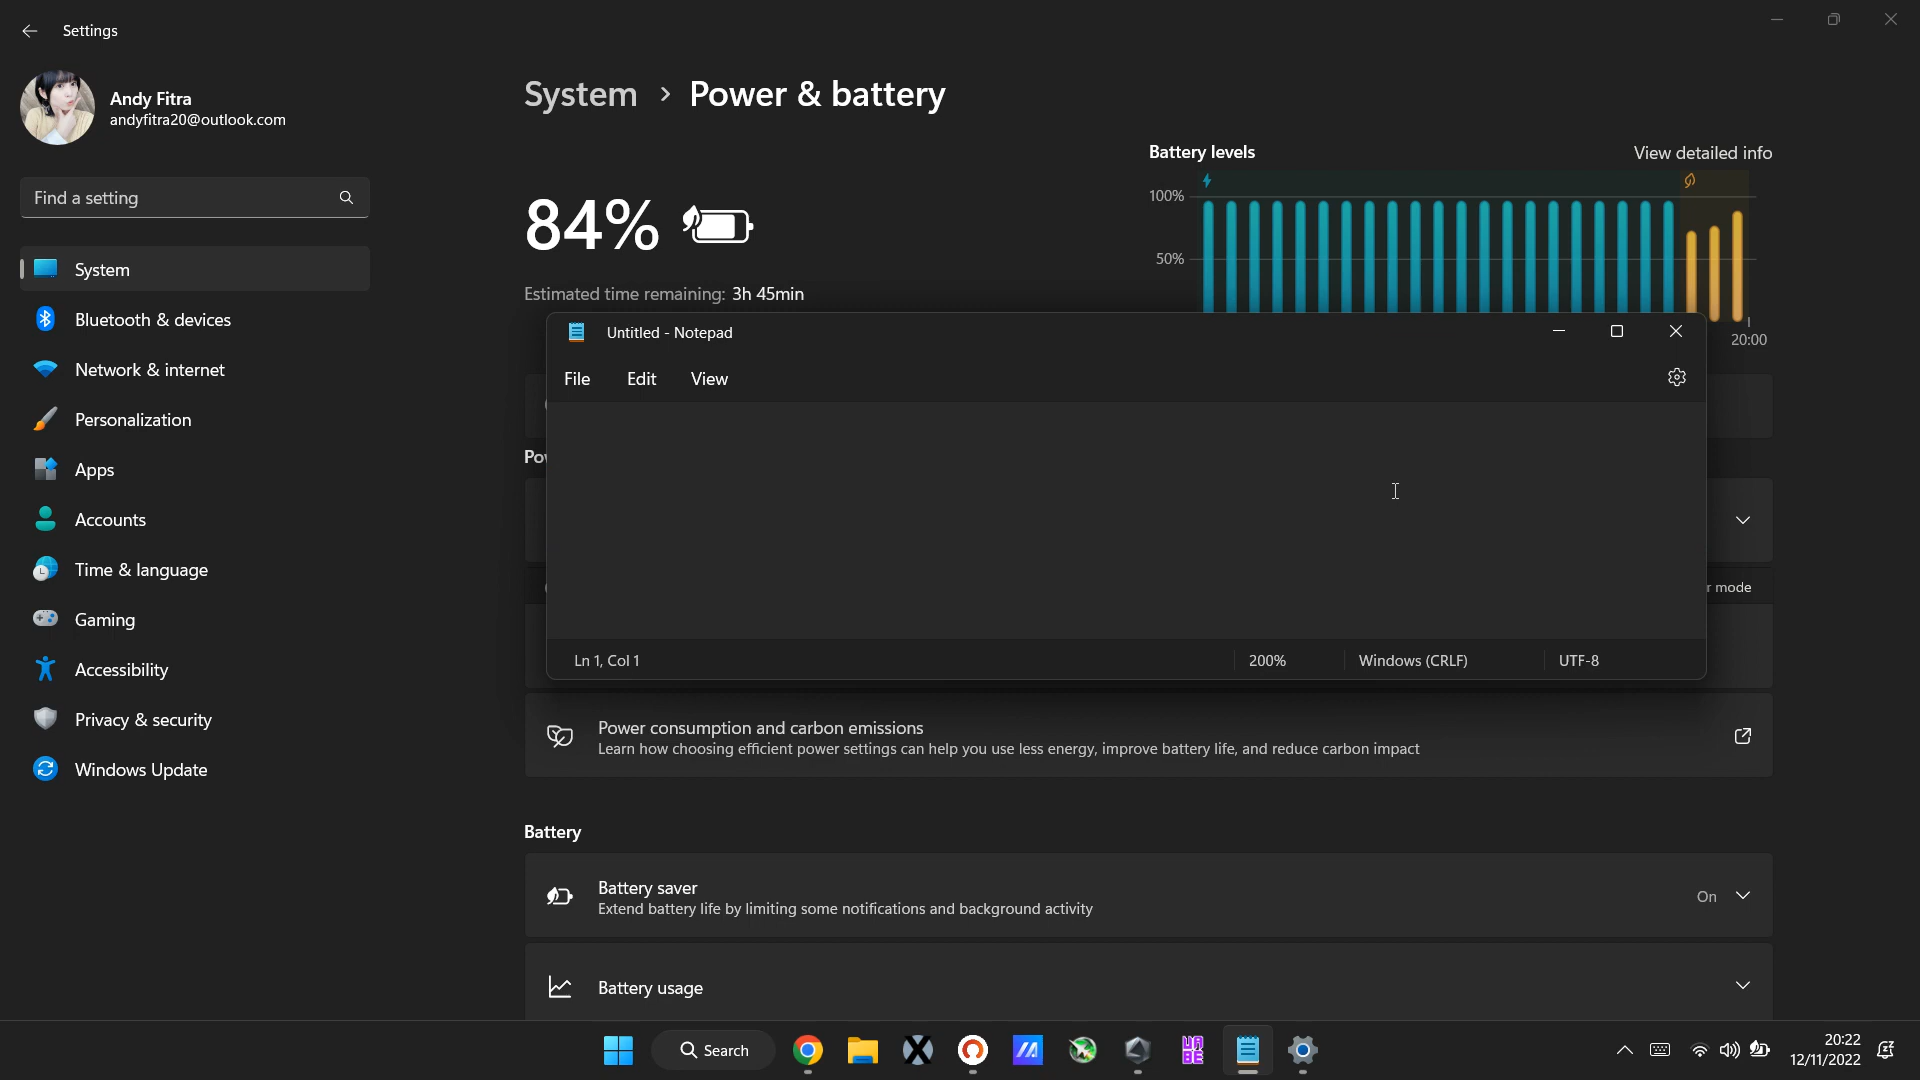 Settings
Andy Fitra
andyfitra20@outlook.com
Find a setting
System
Bluetooth & devices
Network & internet
Personalization
Apps
Accounts
Time & language
Gaming
Accessibility
Privacy & security
Windows Update
System > Power & battery
84%
Estimated time remaining: 3h 45min
Battery levels
View detailed info
100%
50%
20:00
Untitled - Notepad
File Edit View
Ln 1, Col 1
200%
Windows (CRLF)
UTF-8
mode
Power consumption and carbon emissions
Learn how choosing efficient power settings can help you use less energy, improve battery life, and reduce carbon impact
Battery
Battery saver
Extend battery life by limiting some notifications and background activity
On
Battery usage
Search
UABE
20:22
12/11/2022